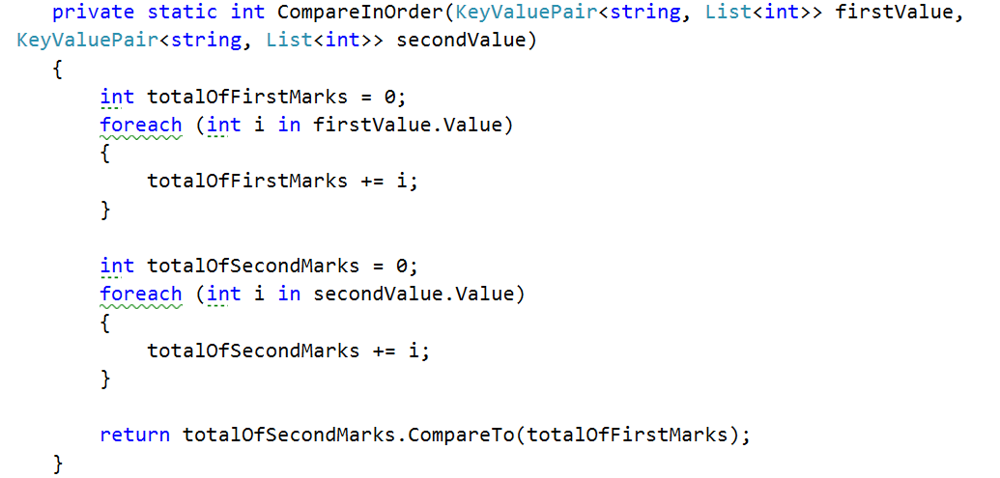 private static int CompareInOrder(KeyValuePair<string, List<int>> firstValue,
KeyValuePair<string, List<int>> secondValue)
{
int totalOfFirstMarks = 0;
foreach (int i in firstValue.Value)
{
totalOfFirstMarks += i;
}
int totalOfSecondMarks = 0;
foreach (int i in secondValue.Value)
{
totalOfSecondMarks += i;
}
return totalOfSecondMarks.CompareTo(totalOfFirstMarks);
}